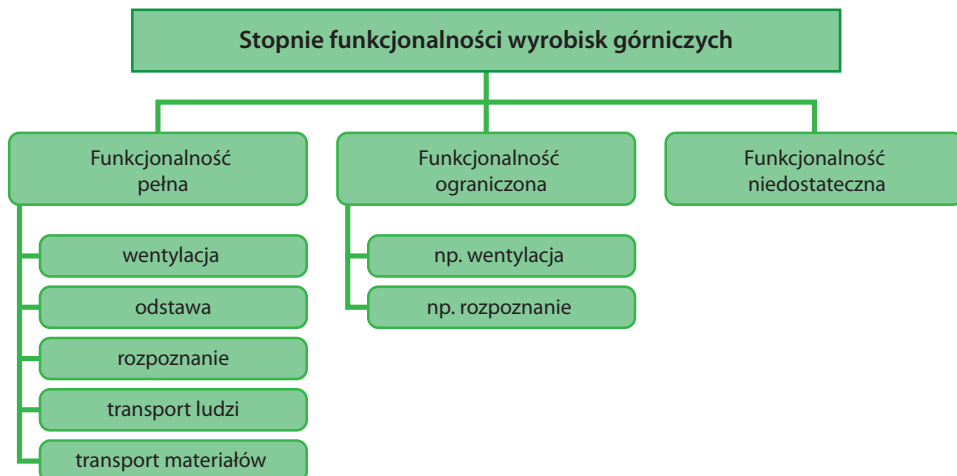 Stopnie funkcjonalności wyrobisk górniczych
Funkcjonalność
pełna
wentylacja
odstawa
rozpoznanie
transport ludzi
transport materiałów
Funkcjonalność
ograniczona
np. wentylacja
np. rozpoznanie
Funkcjonalność
niedostateczna